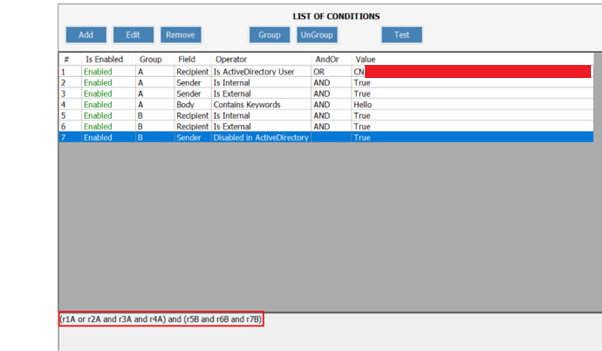 LIST OF CONDITIONS
Add Edit Remove Group UnGroup Test
# Is Enabled Group Field Operator AndOr Value
1 Enabled A Recipient Is ActiveDirectory User OR CN
2 Enabled A Sender Is Internal AND True
3 Enabled A Sender Is External AND True
4 Enabled A Body Contains Keywords AND Hello
5 Enabled B Recipient Is Internal AND True
6 Enabled B Recipient Is External AND True
7 Enabled B Sender Disabled in ActiveDirectory True
(r1A or r2A and r3A and r4A) and (r5B and r6B and r7B)